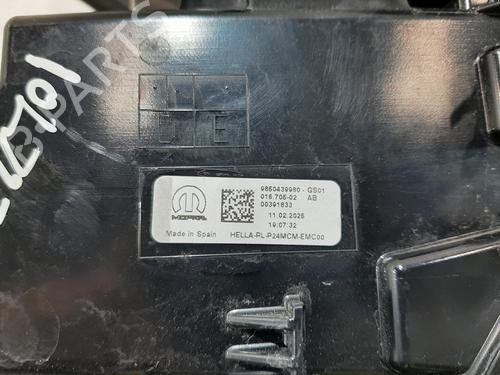 B-PARTS
9850439980 - GS01
016.705-02 AB
00391833
MOPAR
11.02.2025
19:07:32
Made in Spain
HELLA-RL-P24MCM-EMC00
E